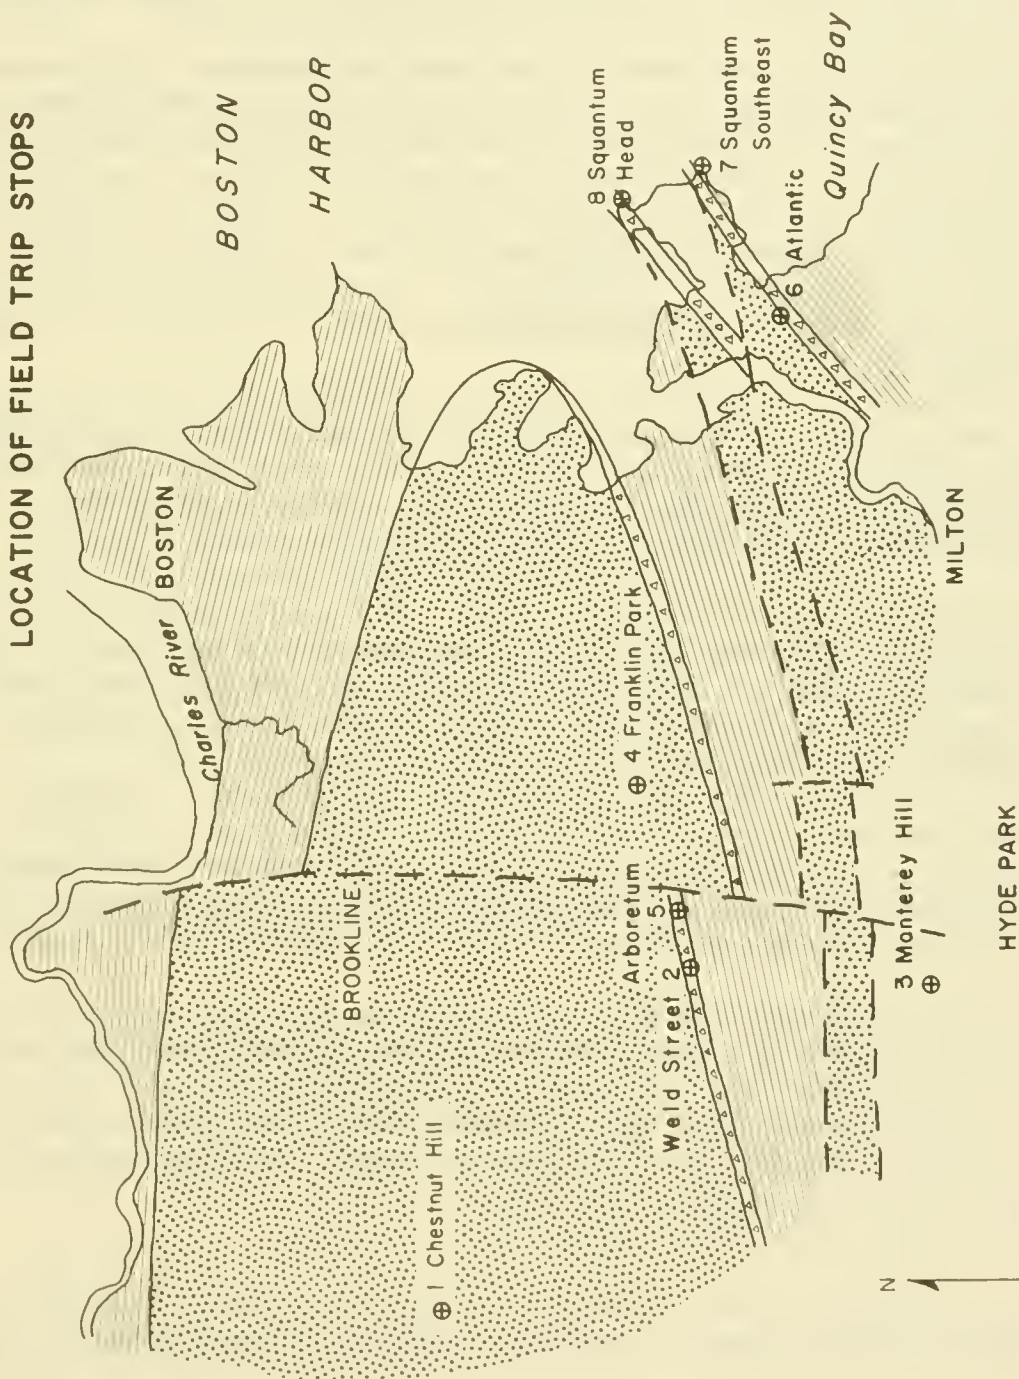 LOCATION OF FIELD TRIP STOPS
BOSTON
HARBOR
Charles River
BOSTON
8 Squantum
Head
7 Squantum
Southeast
6 Atlantic
Quincy Bay
BROOKLINE
4 Frankin Park
Arboretum
5
Weld Street 2
1 Chestnut Hill
MILTON
3 Monterey Hill
HYDE PARK
N